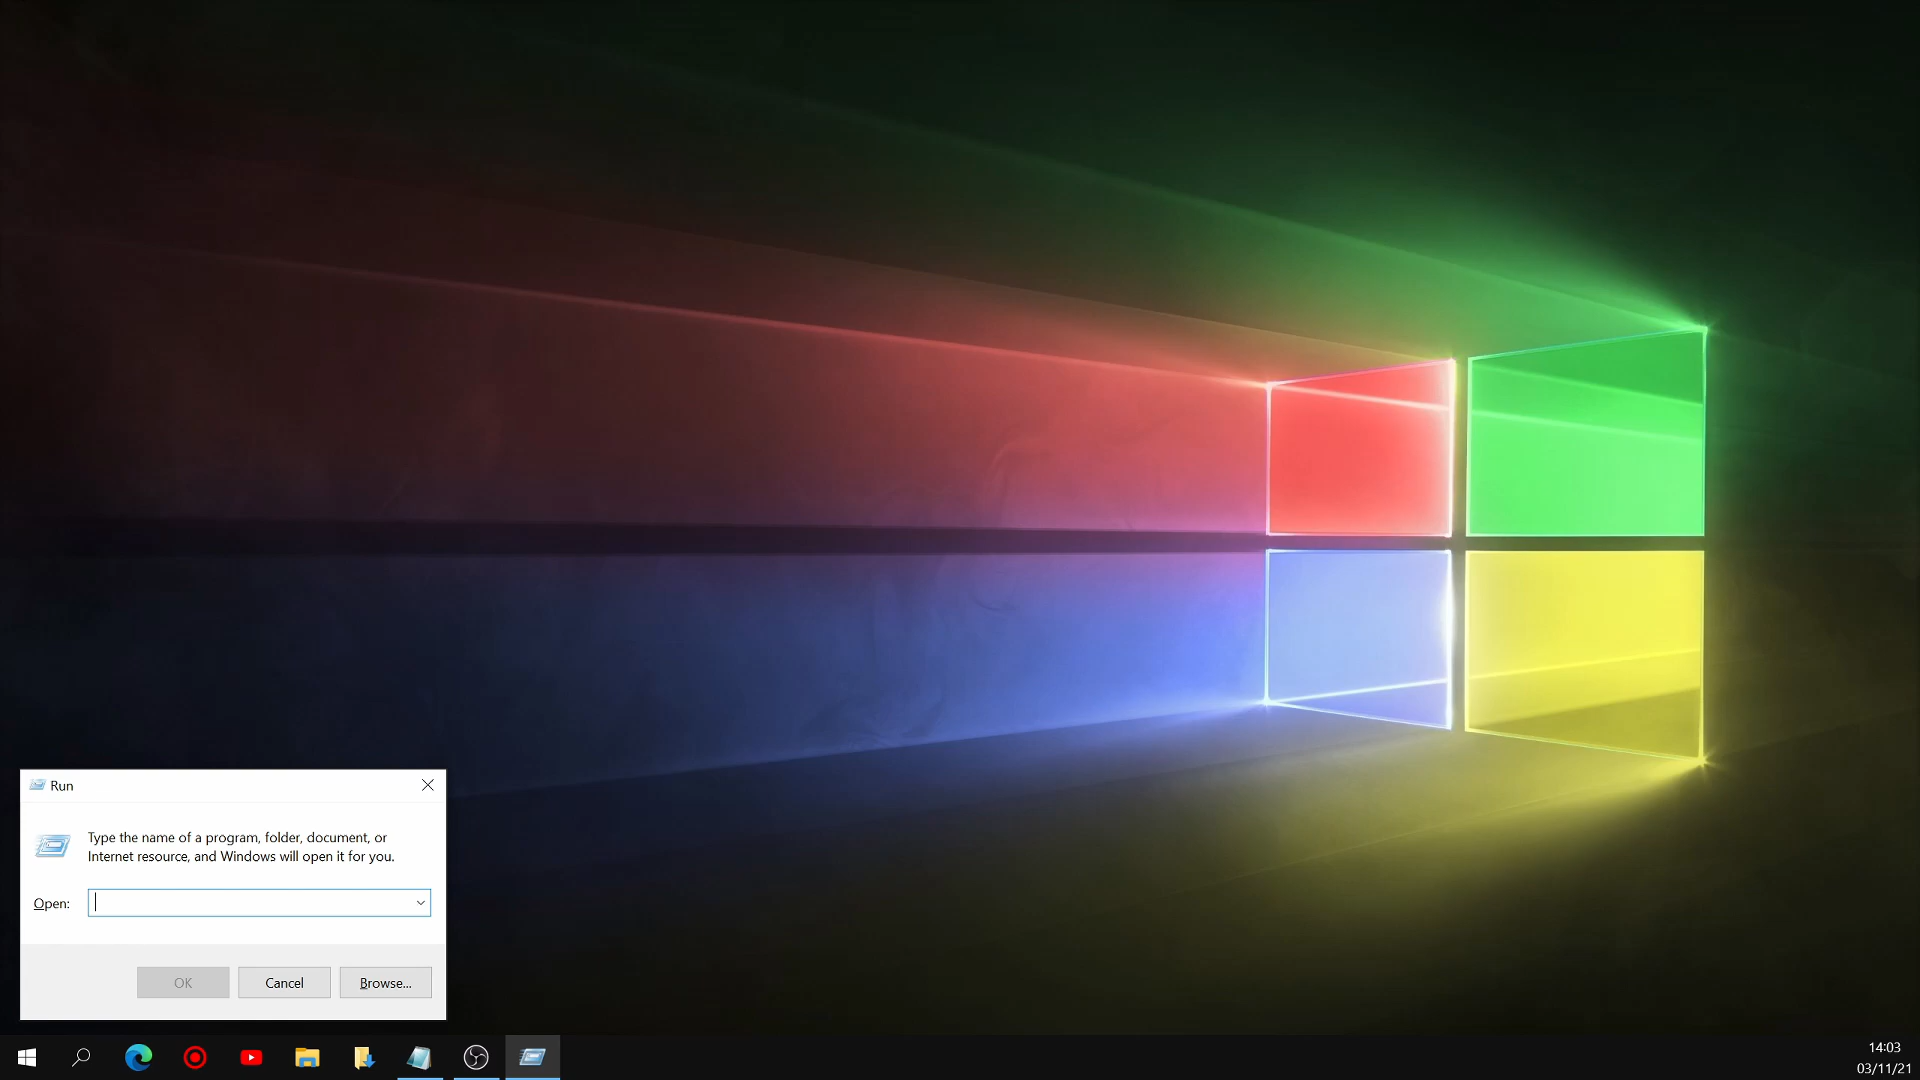 Run
Type the name of a program, folder, document, or
Internet resource, and Windows will open it for you.
Open:
OK
Cancel
Browse...
14:03
03/11/21